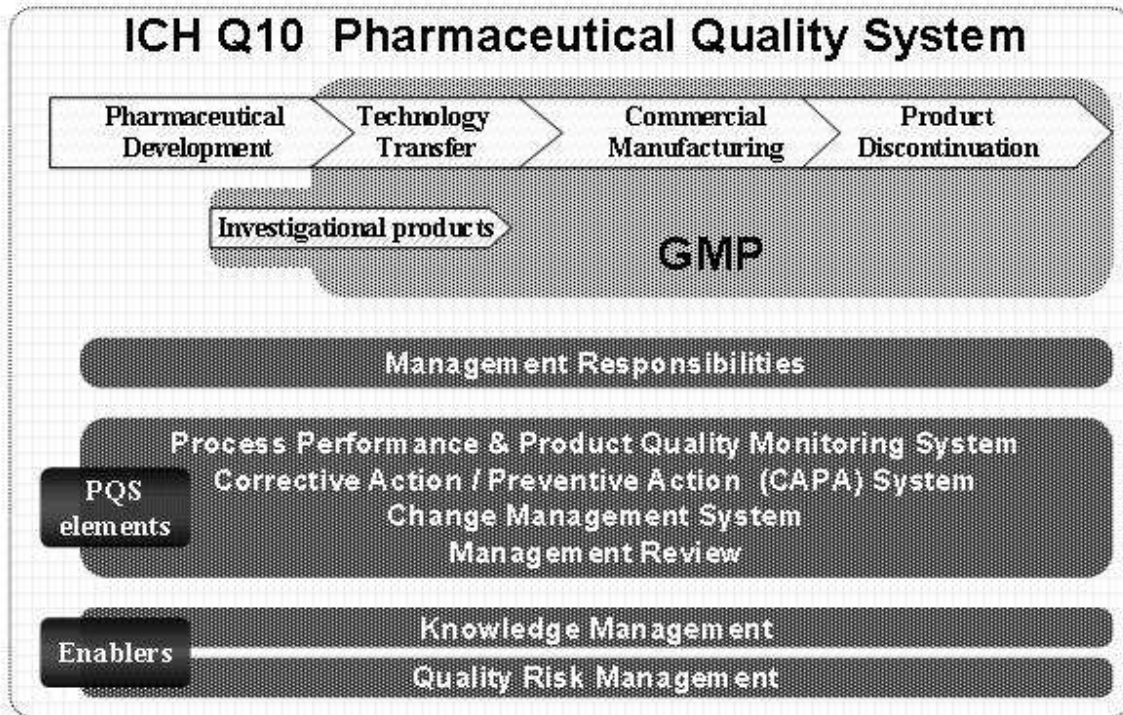 ICH Q10 Pharmaceutical Quality System
Pharmaceutical
Development
Technology
Transfer
Commercial
Manufacturing
Product
Discontinuation
Investigational products
GMP
Management Responsibilities
PQS
elements
Process Performance & Product Quality Monitoring System
Corrective Action / Preventive Action (CAPA) System
Change Management System
Management Review
Enablers
Knowledge Management
Quality Risk Management